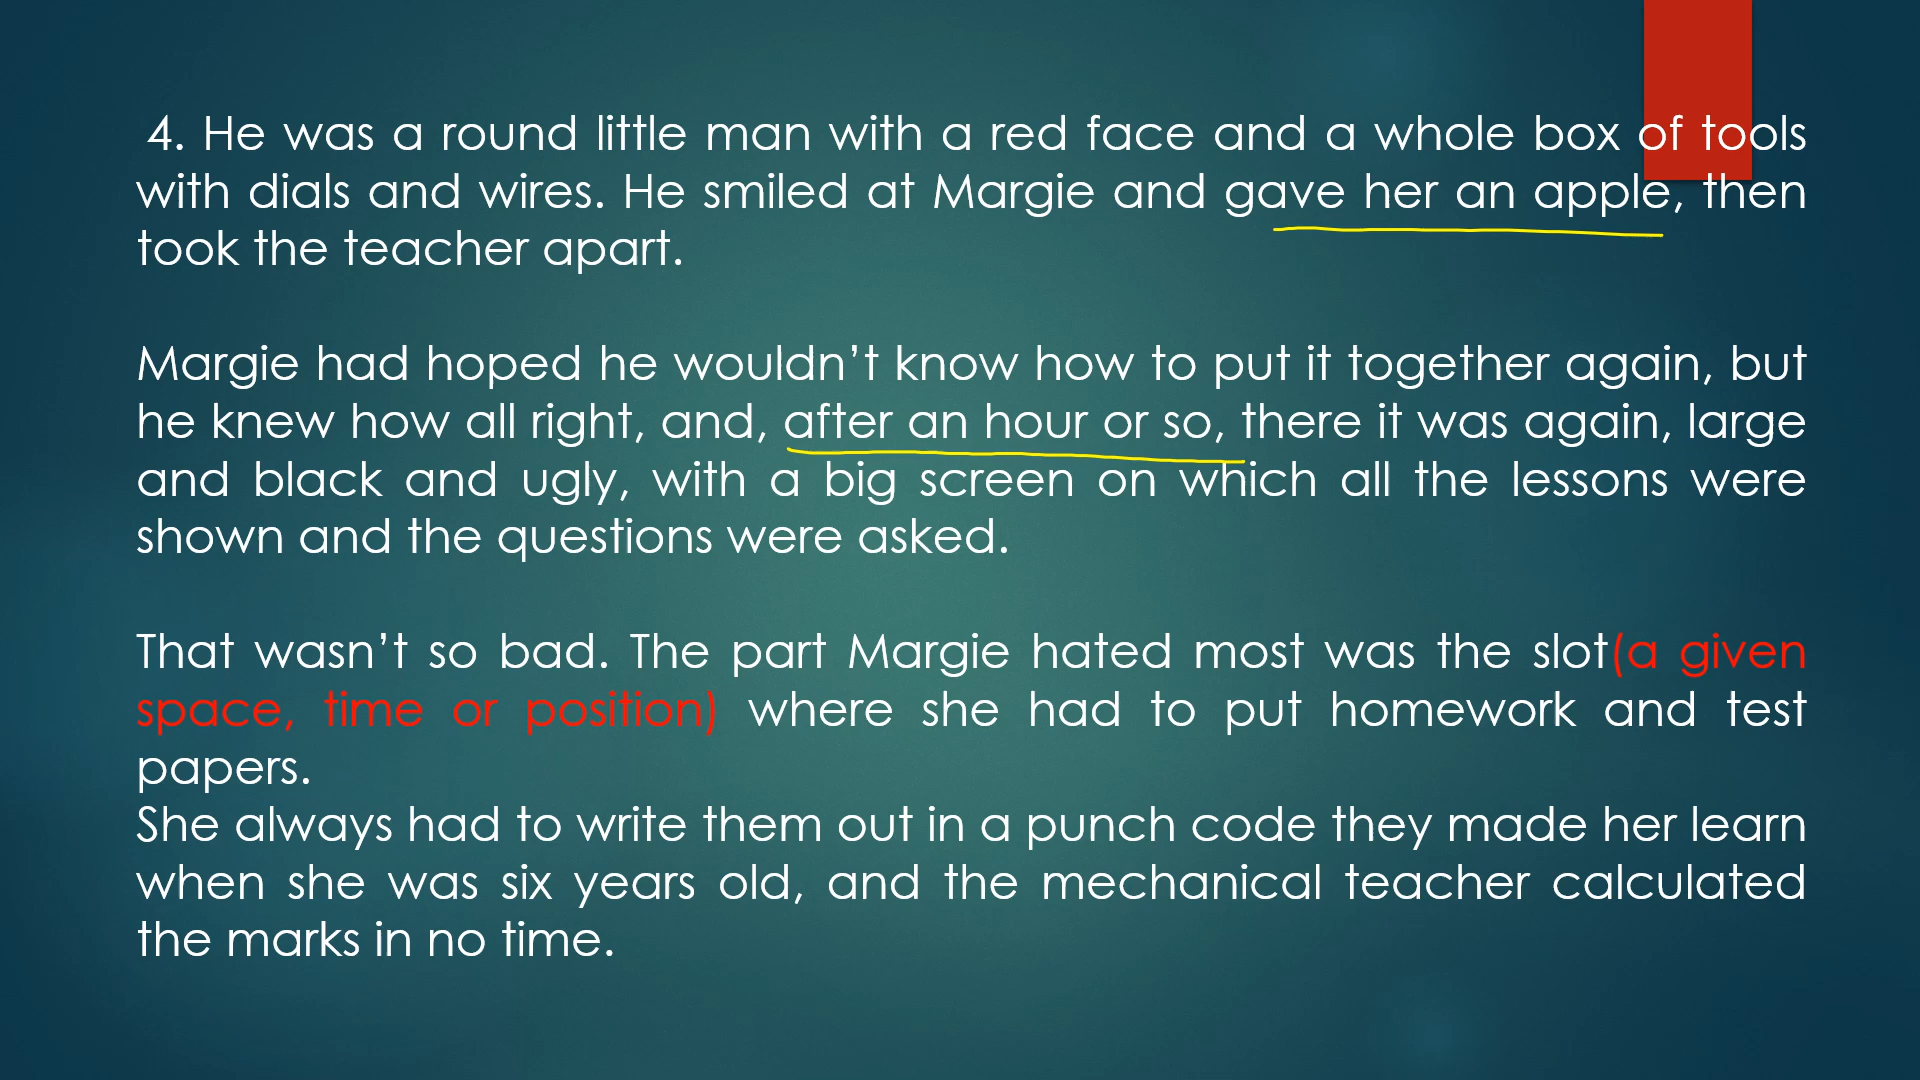 4. He was a round little man with a red face and a whole box of tools
with dials and wires. He smiled at Margie and gave her an apple, then
took the teacher apart.
Margie had hoped he wouldn’t know how to put it together again, but
he knew how all right, and, after an hour or so, there it was again, large
and black and ugly, with a big screen on which all the lessons were
shown and the questions were asked.
That wasn’t so bad. The part Margie hated most was the slot(a given
space, time or position) where she had to put homework and test
papers.
She always had to write them out in a punch code they made her learn
when she was six years old, and the mechanical teacher calculated
the marks in no time.